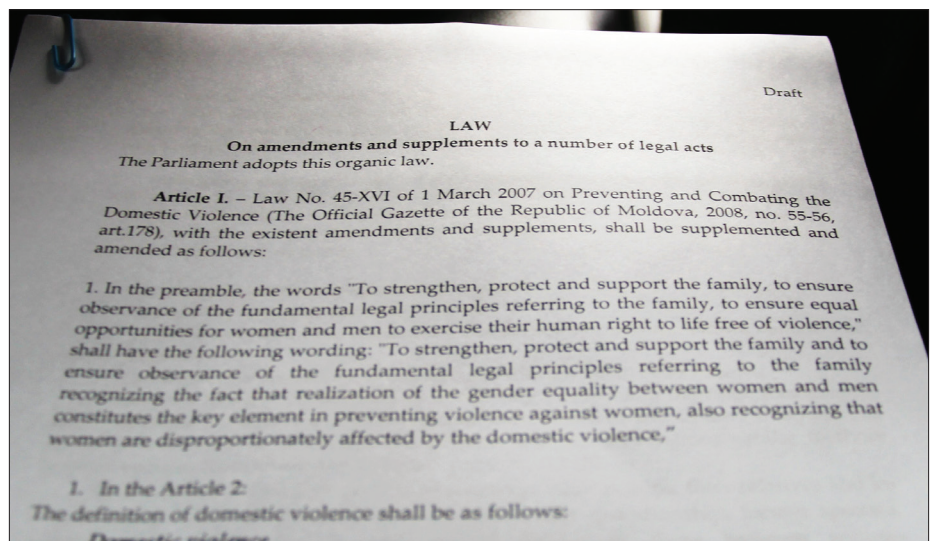 Draft
LAW
On amendments and supplements to a number of legal acts
The Parliament adopts this organic law.
Article I. – Law No. 45-XVI of 1 March 2007 on Preventing and Combating the
Domestic Violence (The Official Gazette of the Republic of Moldova, 2008, no. 55-56,
art.178), with the existent amendments and supplements, shall be supplemented and
amended as follows:
1. In the preamble, the words "To strengthen, protect and support the family, to ensure
observance of the fundamental legal principles referring to the family, to ensure equal
opportunities for women and men to exercise their human right to life free of violence,"
shall have the following wording: "To strengthen, protect and support the family and to
ensure observance of the fundamental legal principles referring to the family
recognizing the fact that realization of the gender equality between women and men
constitutes the key element in preventing violence against women, also recognizing that
women are disproportionately affected by the domestic violence,"
1. In the Article 2:
The definition of domestic violence shall be as follows:
Domestic violence